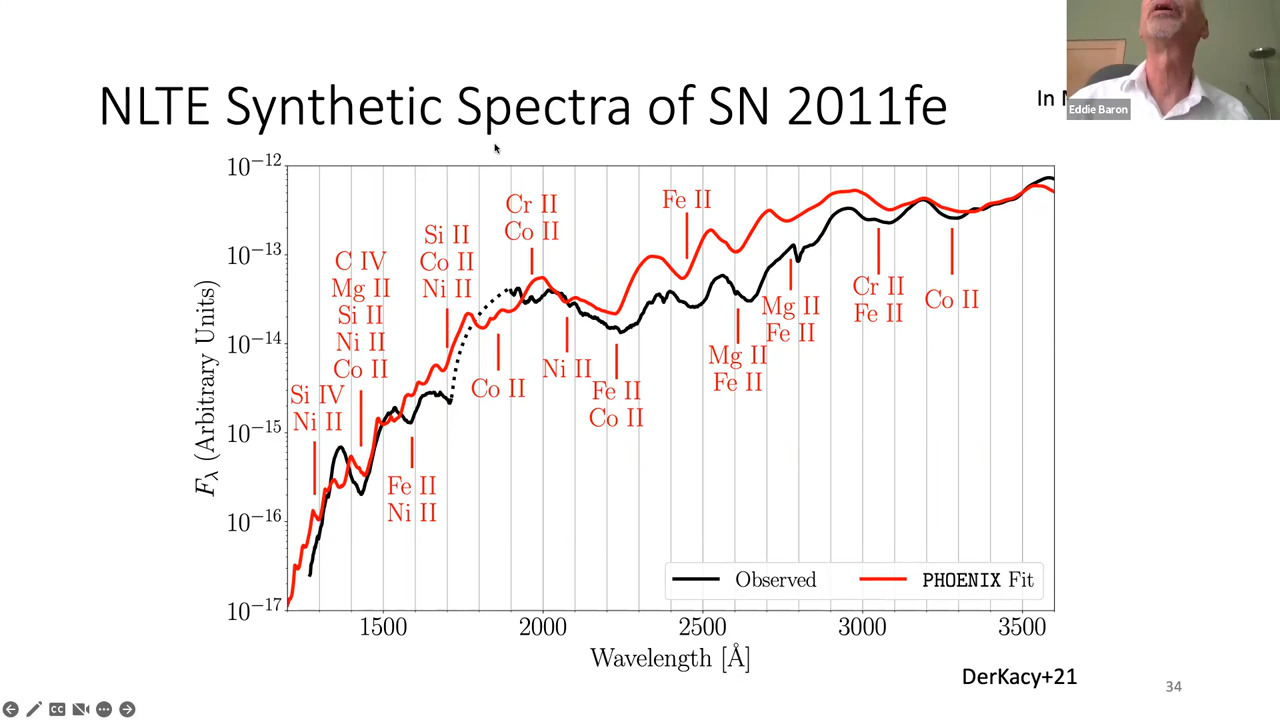 NLTE Synthetic Spectra of SN 2011fe
In
Eddie Baron
10−12
10−13
10−14
10−15
10−16
10−17
Fλ (Arbitrary Units)
Si IV
Ni II
C IV
Mg II
Si II
Ni II
Co II
Fe II
Ni II
Si II
Co II
Ni II
Co II
Cr II
Co II
Ni II
Fe II
Co II
Fe II
Mg II
Fe II
Mg II
Fe II
Cr II
Fe II
Co II
Observed
PHOENIX Fit
1500
2000
2500
3000
3500
Wavelength [Å]
DerKacy+21
34
CC